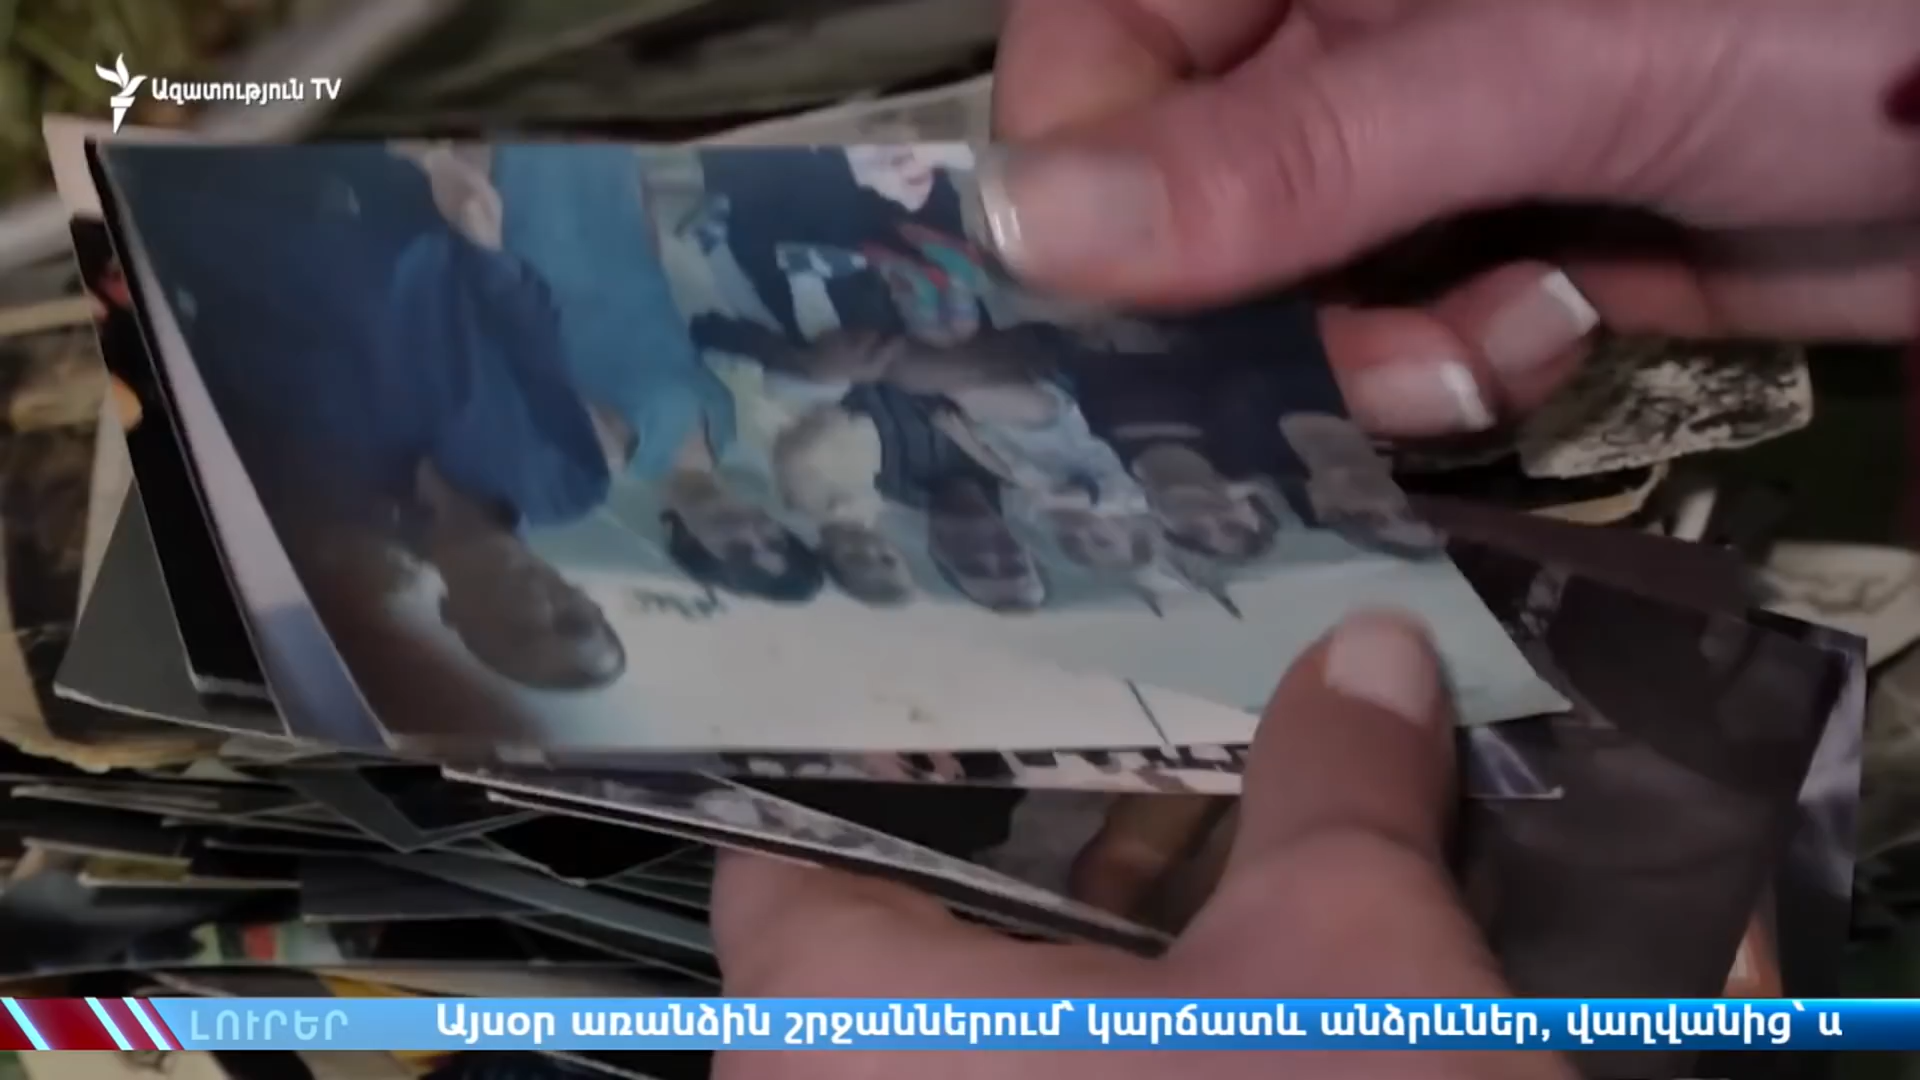 Ազատություն TV
ԼՈՒՐԵՐ
Այսօր առանձին շրջաններում՝ կարճատև անձրևներ, վաղվանից՝ ա